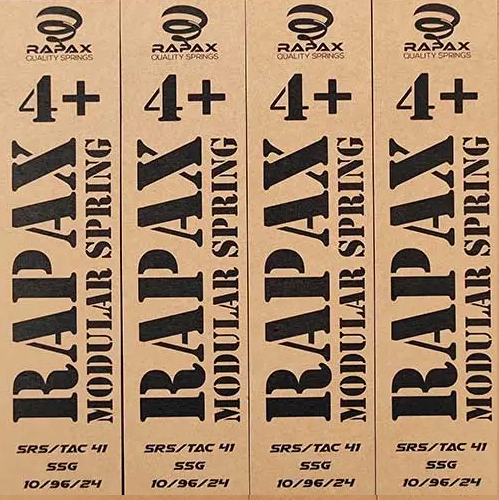 RAPAX
QUALITY SPRINGS
4+
RAPAX
MODULAR SPRING
SRS/TAC 41
SSG
10/96/24
RAPAX
QUALITY SPRINGS
4+
RAPAX
MODULAR SPRING
SRS/TAC 41
SSG
10/96/24
RAPAX
QUALITY SPRINGS
4+
RAPAX
MODULAR SPRING
SRS/TAC 41
SSG
10/96/24
RAPAX
QUALITY SPRINGS
4+
RAPAX
MODULAR SPRING
SRS/TAC 41
SSG
10/96/24